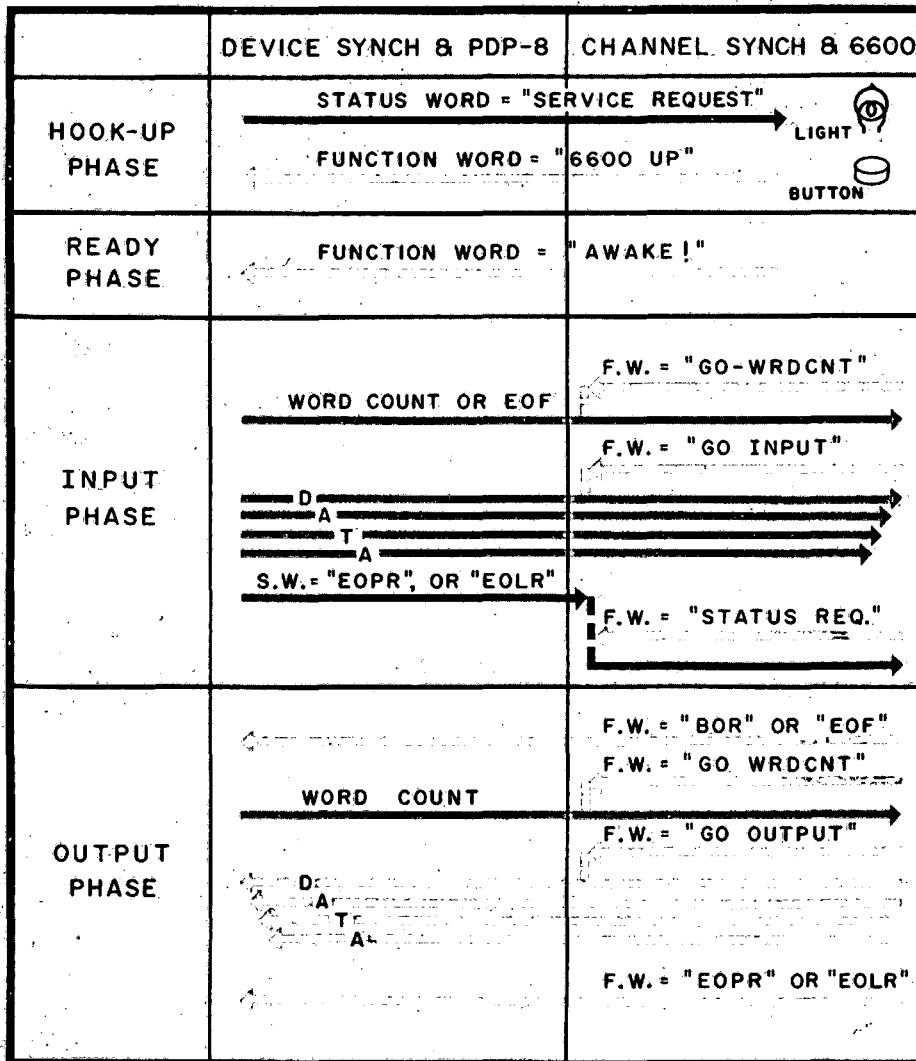 DEVICE SYNCH & PDP-8
CHANNEL SYNCH & 6600
HOOK-UP
PHASE
STATUS WORD = "SERVICE REQUEST"
LIGHT
FUNCTION WORD = "6600 UP"
BUTTON
READY
PHASE
FUNCTION WORD = "AWAKE!"
INPUT
PHASE
F.W. = "GO-WRDCNT"
WORD COUNT OR EOF
F.W. = "GO INPUT"
D
A
T
A
S.W. = "EOPR", OR "EOLR"
F.W. = "STATUS REQ."
OUTPUT
PHASE
F.W. = "BOR" OR "EOF"
F.W. = "GO WRDCNT"
WORD COUNT
F.W. = "GO OUTPUT"
D
A
T
A
F.W. = "EOPR" OR "EOLR"